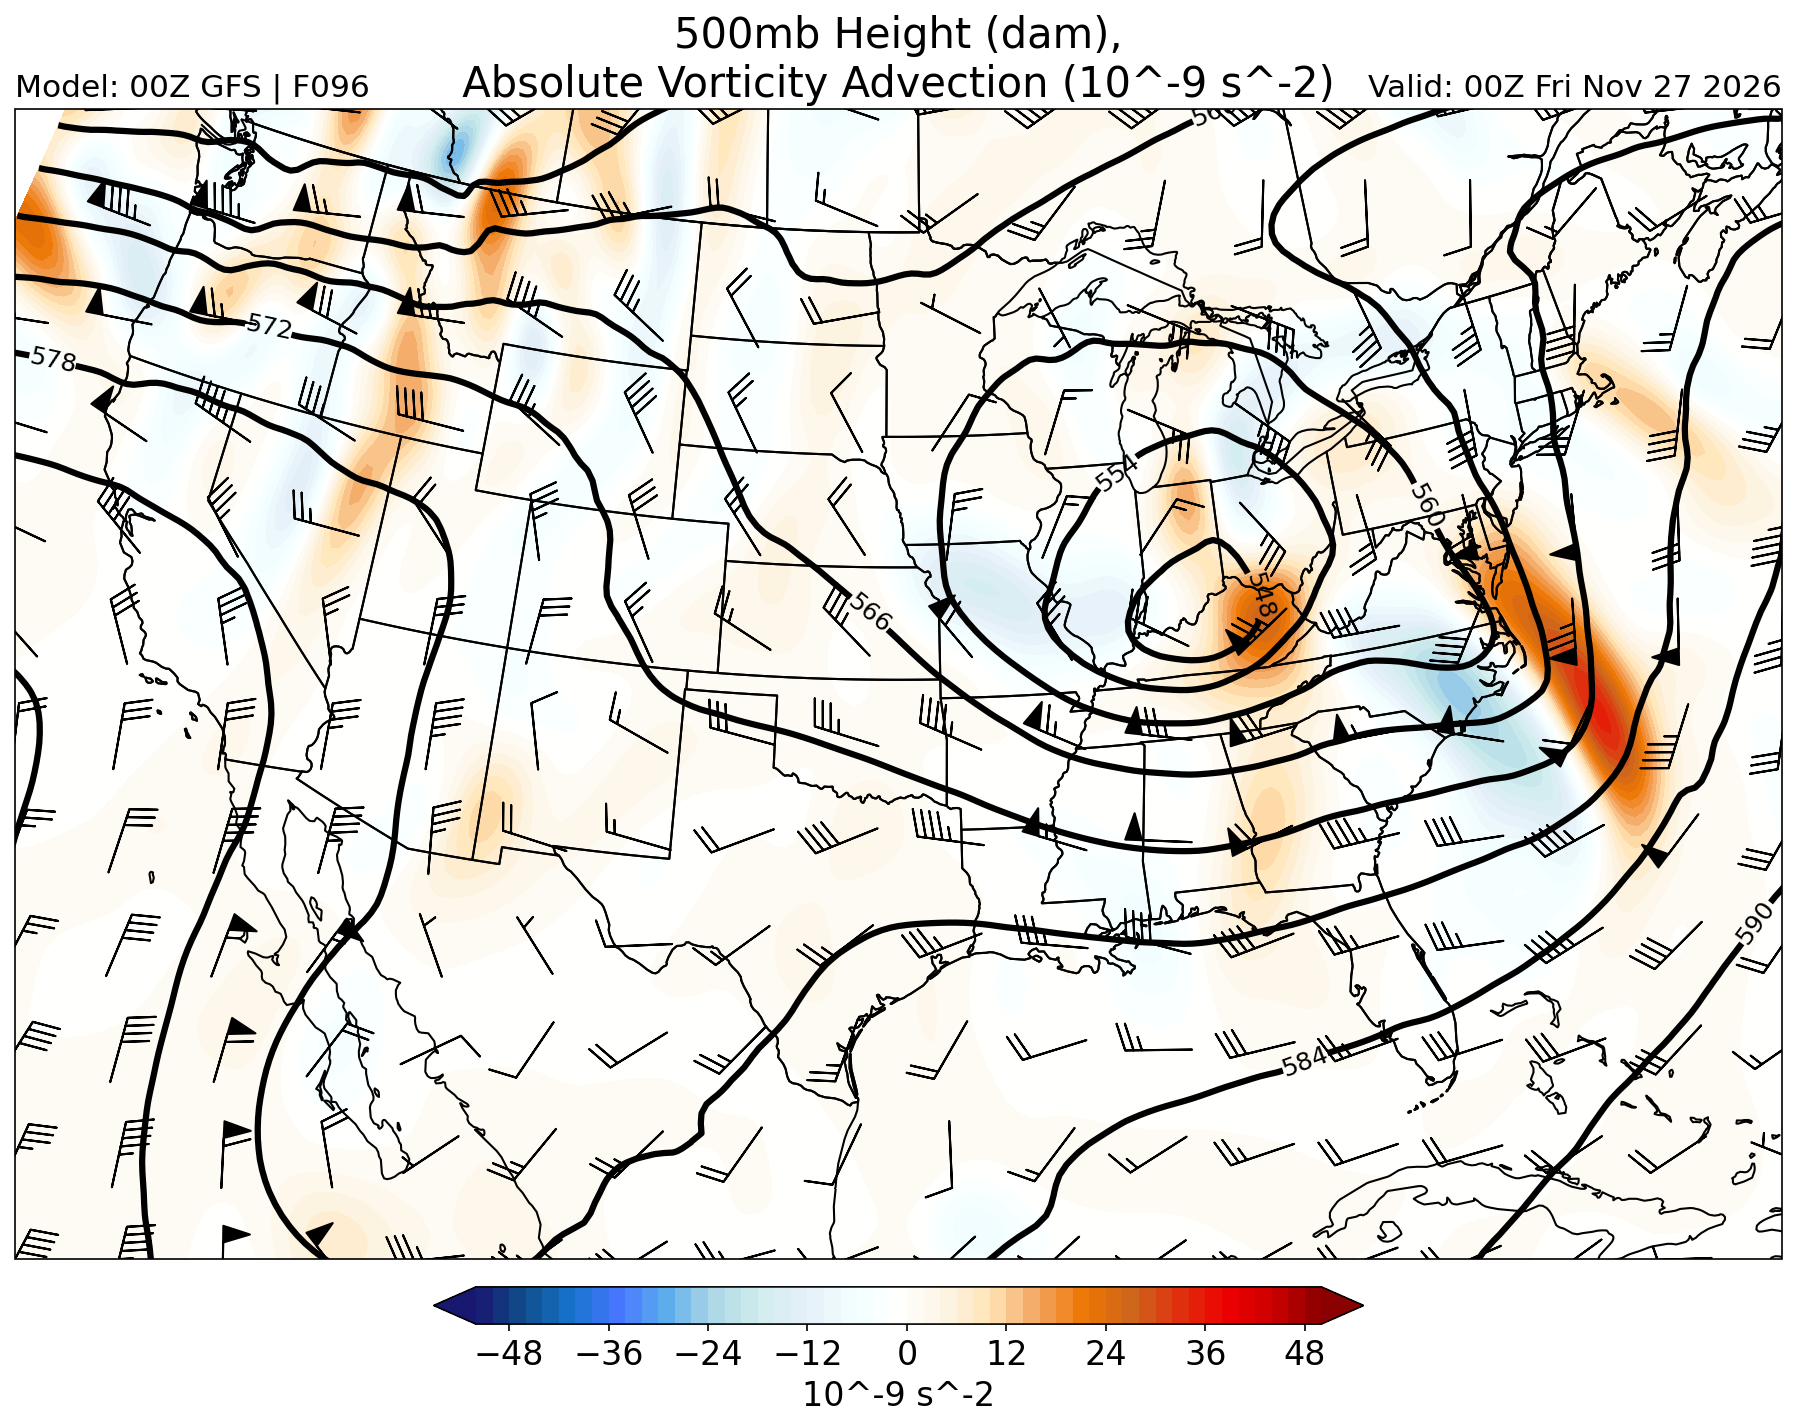 500mb Height (dam),
Model: 00Z GFS | F096
Absolute Vorticity Advection (10^-9 s^-2)
Valid: 00Z Fri Nov 27 2026
572
578
554
560
548
566
584
590
−48 −36 −24 −12 0 12 24 36 48
10^-9 s^-2